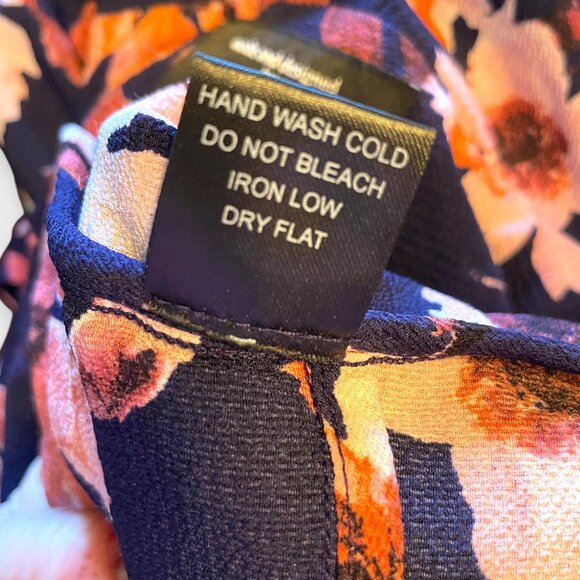 HAND WASH COLD
DO NOT BLEACH
IRON LOW
DRY FLAT